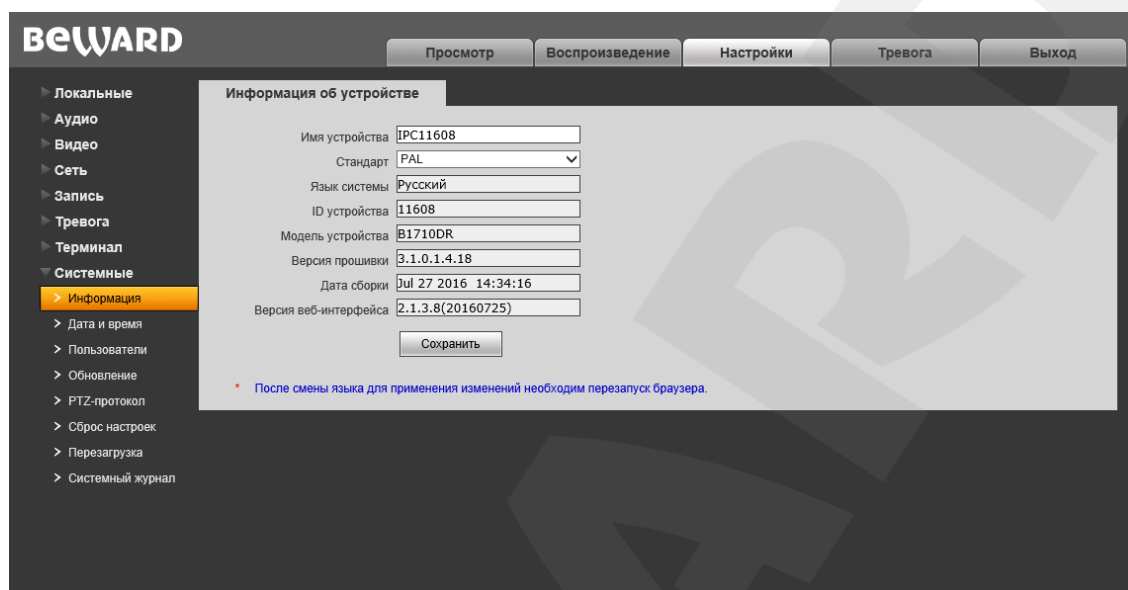 BEWARD
Просмотр Воспроизведение Настройки Тревога Выход
Локальные
Аудио
Видео
Сеть
Запись
Тревога
Терминал
Системные
Информация
Дата и время
Пользователи
Обновление
PTZ-протокол
Сброс настроек
Перезагрузка
Системный журнал
Информация об устройстве
Имя устройства IPC11608
Стандарт PAL
Язык системы Русский
ID устройства 11608
Модель устройства B1710DR
Версия прошивки 3.1.0.1.4.18
Дата сборки Jul 27 2016 14:34:16
Версия веб-интерфейса 2.1.3.8(20160725)
Сохранить
* После смены языка для применения изменений необходим перезапуск браузера.